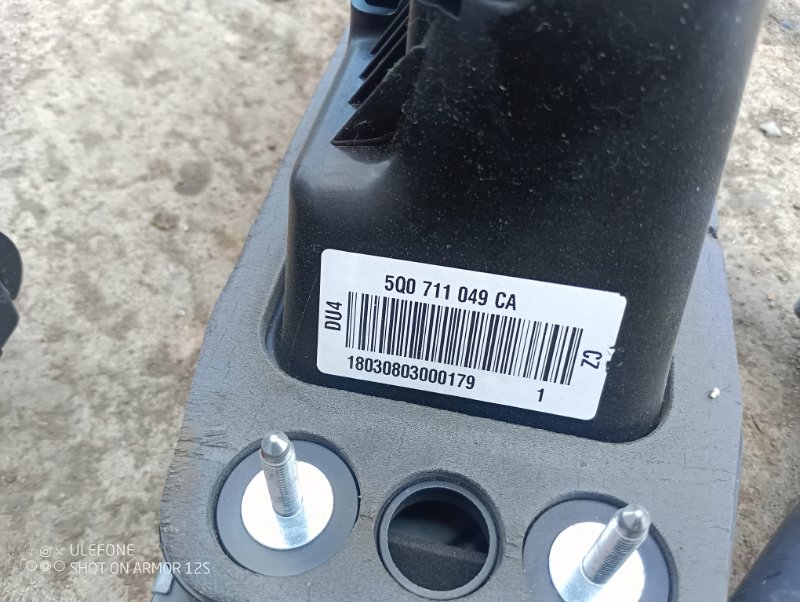 5Q0 711 049 CA
DU4
CZ
18030803000179
1
ULEFONE
SHOT ON ARMOR 12S